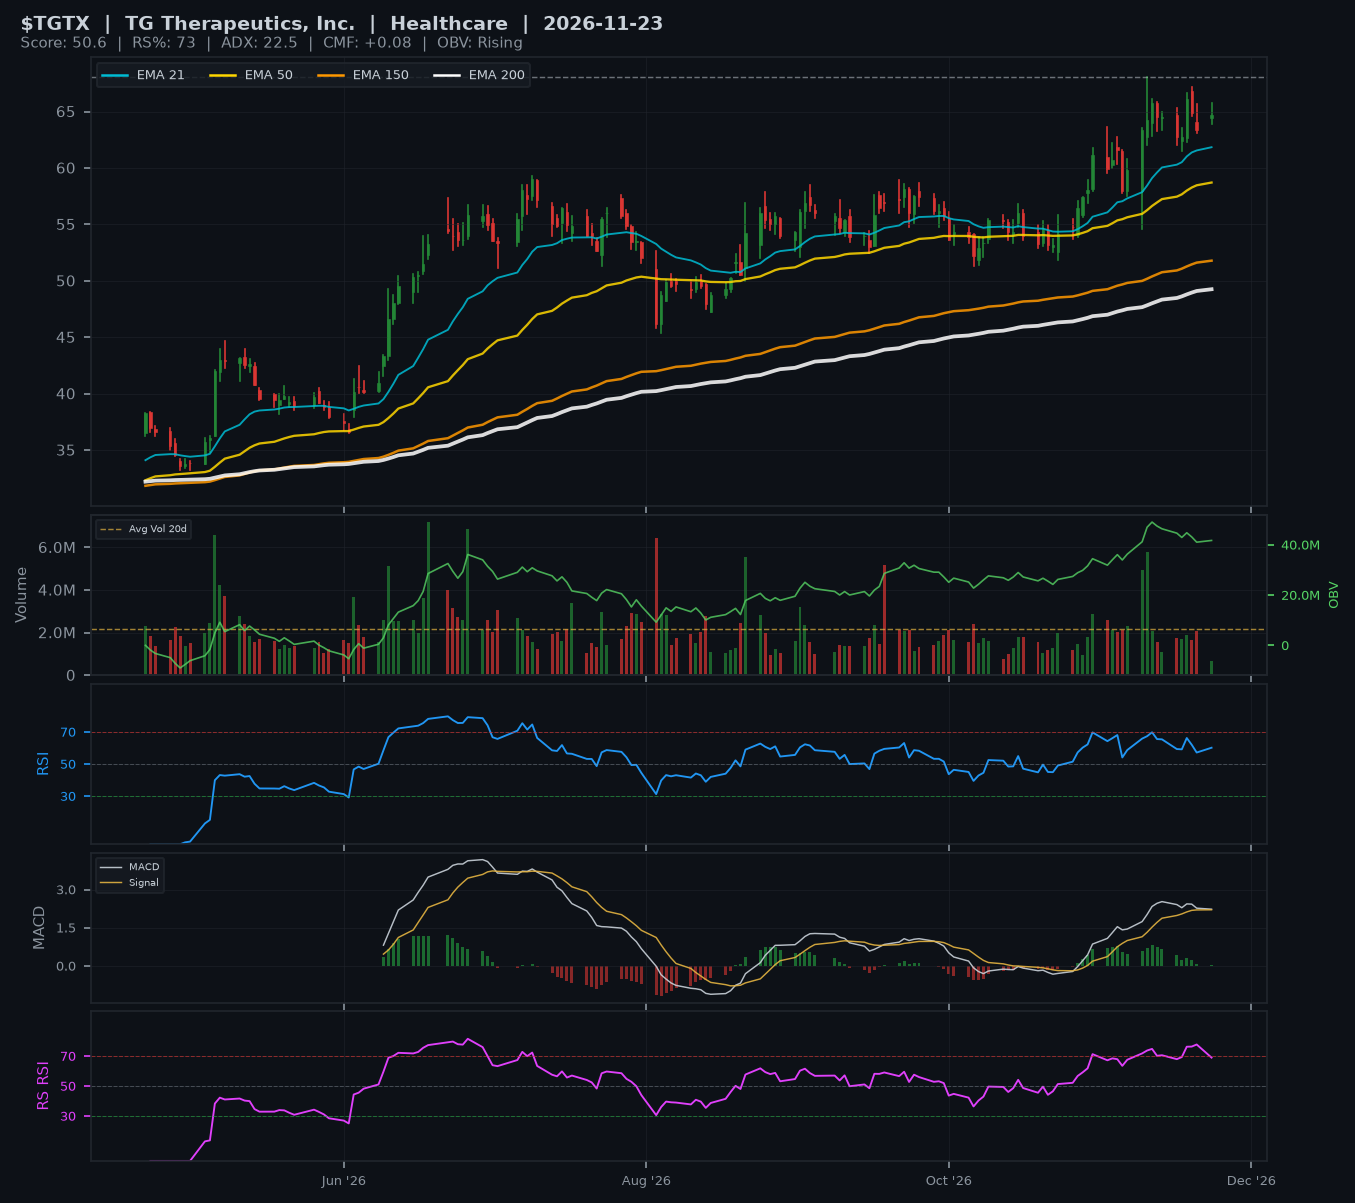 $TGTX | TG Therapeutics, Inc. | Healthcare | 2026-11-23
Score: 50.6 | RS%: 73 | ADX: 22.5 | CMF: +0.08 | OBV: Rising
EMA 21 EMA 50 EMA 150 EMA 200
65
60
55
50
45
40
35
Avg Vol 20d
Volume
6.0M
4.0M
2.0M
0
40.0M
20.0M
0
OBV
RSI
70
50
30
MACD
Signal
MACD
3.0
1.5
0.0
RS RSI
70
50
30
Jun '26 Aug '26 Oct '26 Dec '26